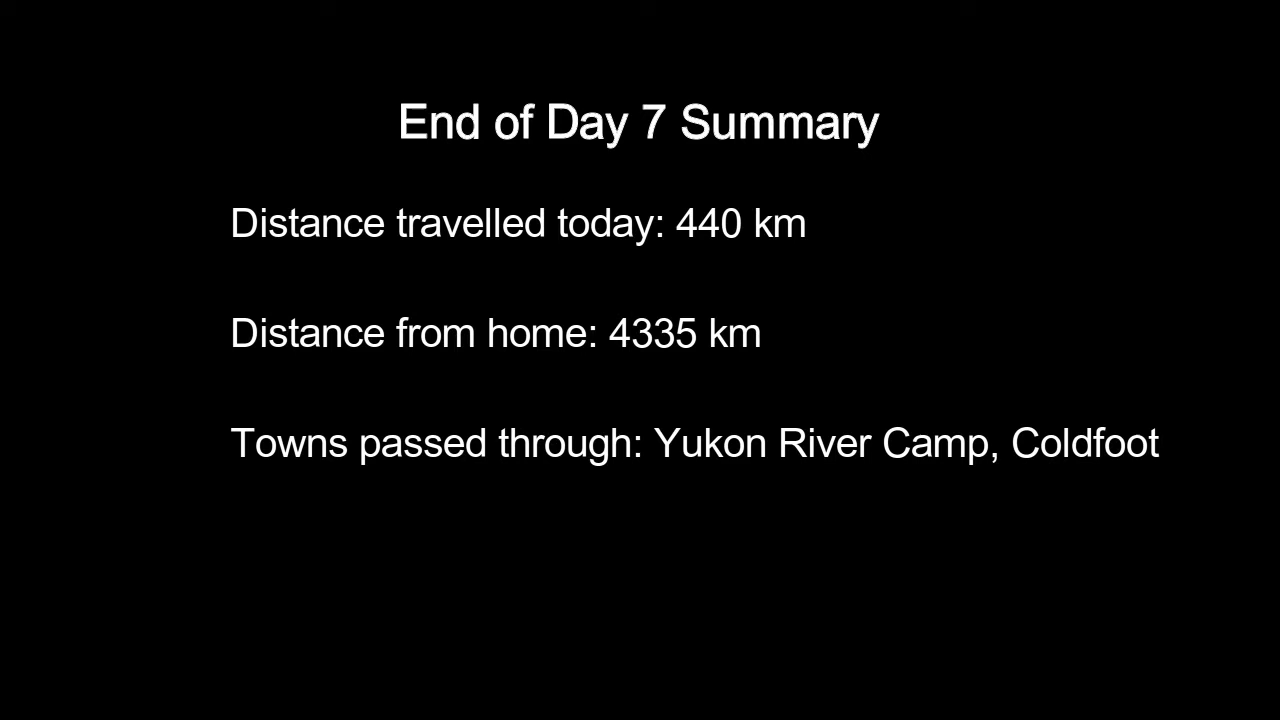 End of Day 7 Summary
Distance travelled today: 440 km
Distance from home: 4335 km
Towns passed through: Yukon River Camp, Coldfoot